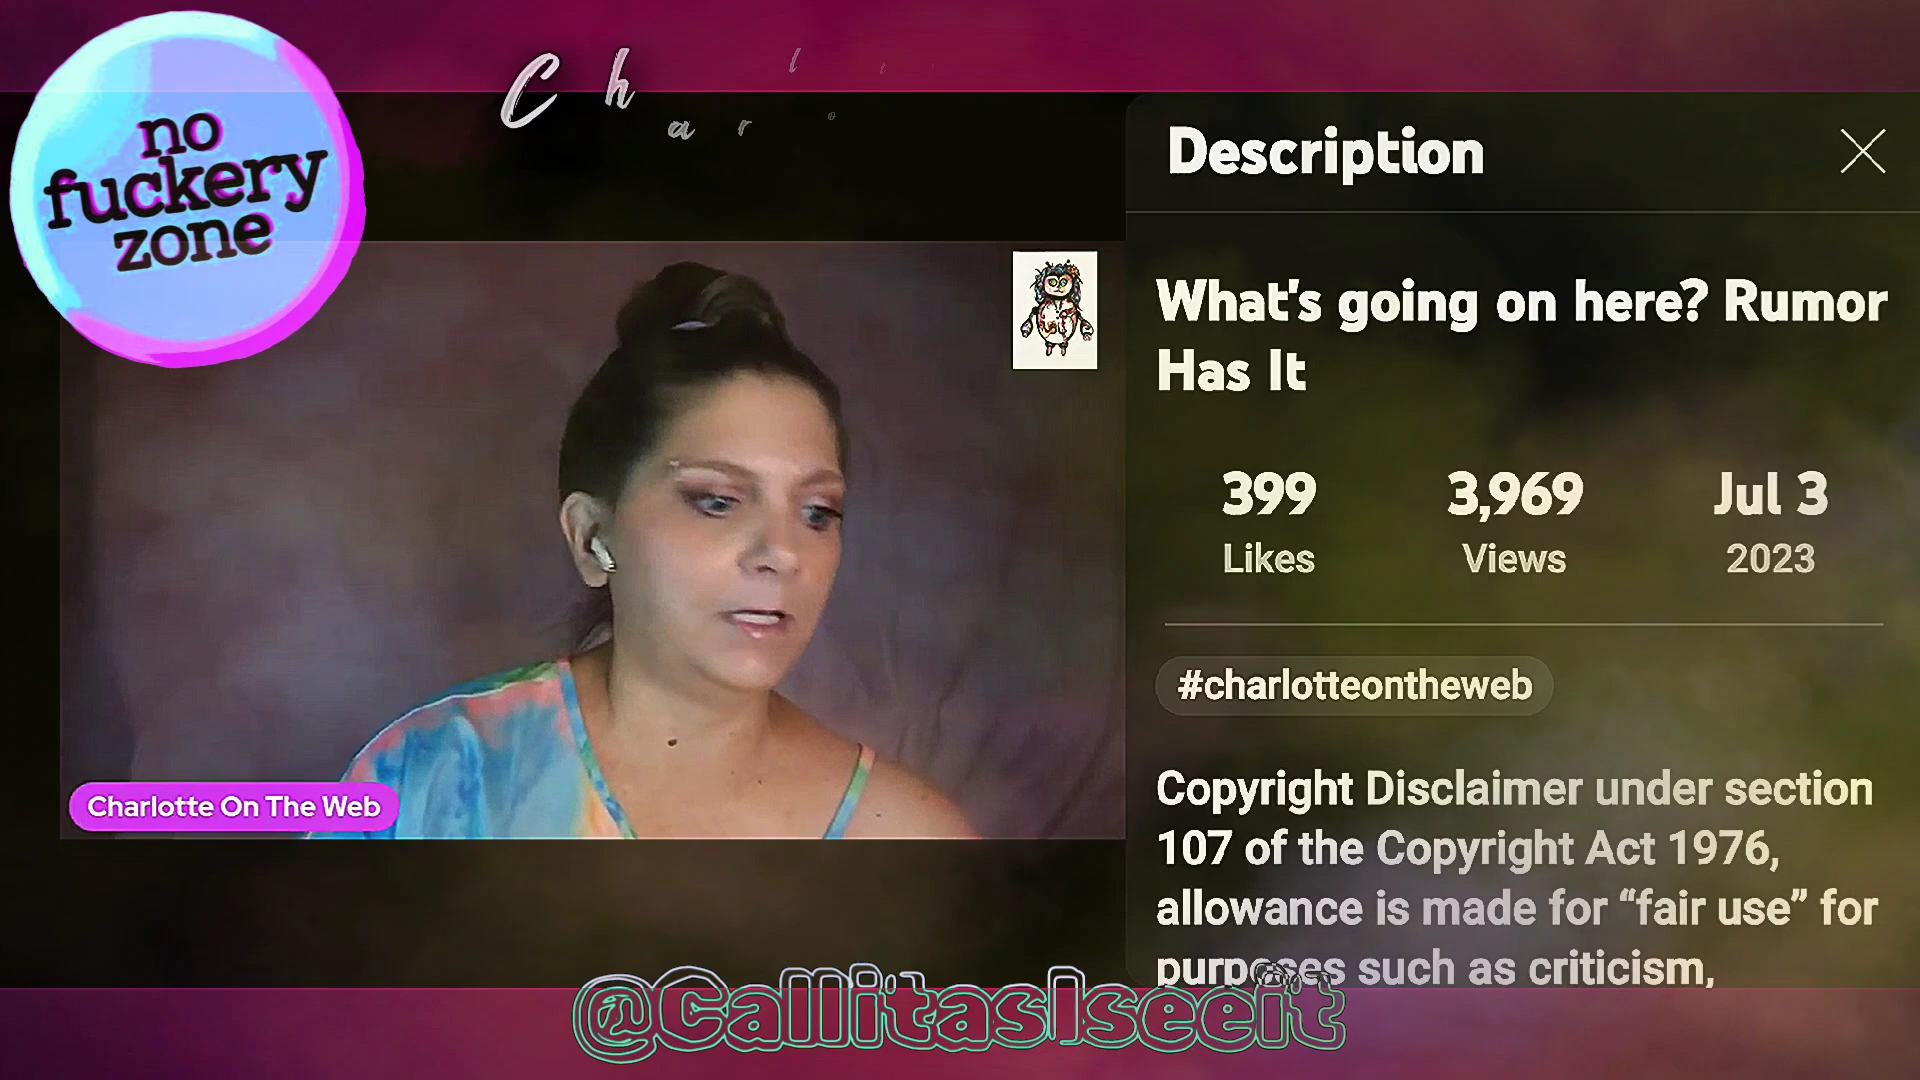 no
fuckery
zone
Charlo
Description
What's going on here? Rumor
Has It
399
Likes
3,969
Views
Jul 3
2023
#charlotteontheweb
Copyright Disclaimer under section
107 of the Copyright Act 1976,
allowance is made for “fair use” for
purposes such as criticism,
Charlotte On The Web
@CallitasIseeit